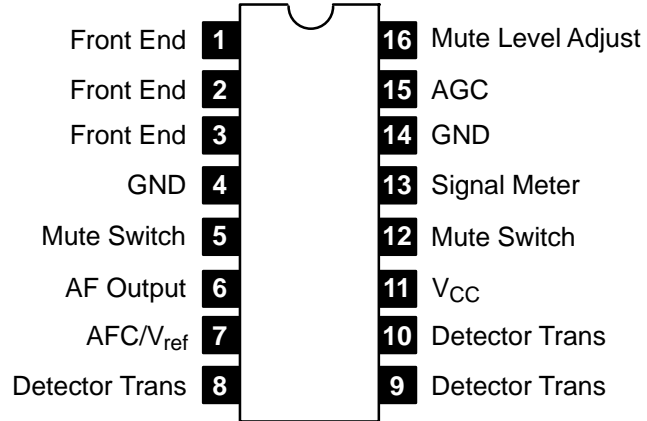 Front End 1 16 Mute Level Adjust
Front End 2 15 AGC
Front End 3 14 GND
GND 4 13 Signal Meter
Mute Switch 5 12 Mute Switch
AF Output 6 11 VCC
AFC/Vref 7 10 Detector Trans
Detector Trans 8 9 Detector Trans